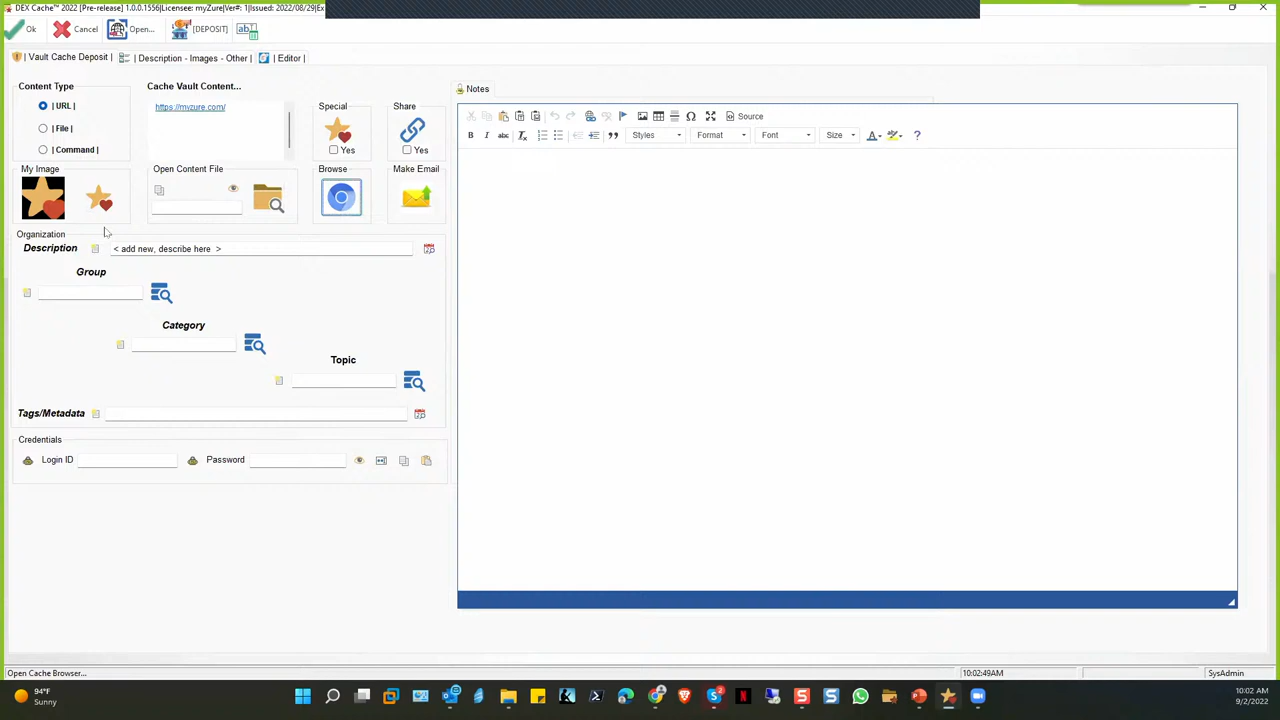 DEX Cache™ 2022 [Pre-release] 1.0.0.1556|Licensee: myZure|Ver#: 1|Issued: 2022/08/29|Ex
Ok Cancel Open... [DEPOSIT]
| Vault Cache Deposit | | Description - Images - Other | | Editor |
Content Type
| URL |
| File |
| Command |
Cache Vault Content...
https://myzure.com/
Special
Yes
Share
Yes
My Image
Open Content File
Browse
Make Email
Organization
Description < add new, describe here >
Group
Category
Topic
Tags/Metadata
Credentials
Login ID Password
Notes
Source
Styles Format Font Size
Open Cache Browser... 10:02:49AM SysAdmin
94°F
Sunny
10:02 AM
9/2/2022